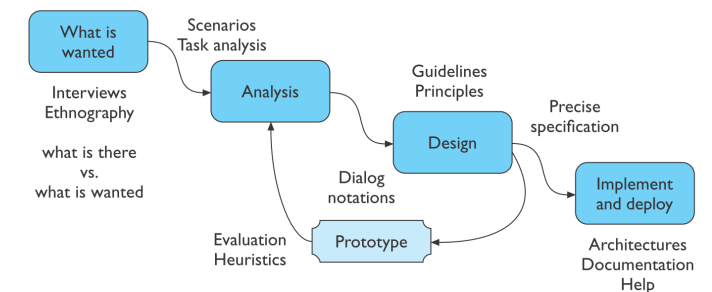 What is
wanted
Scenarios
Task analysis
Interviews
Ethnography
what is there
vs.
what is wanted
Analysis
Guidelines
Principles
Design
Dialog
notations
Precise
specification
Implement
and deploy
Evaluation
Heuristics
Prototype
Architectures
Documentation
Help